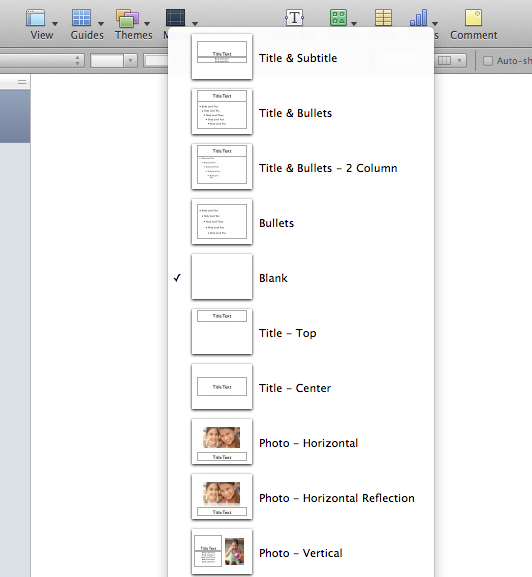 View
Guides
Themes
M
T
s
Comment
Auto-sh
Title Text
Title & Subtitle
Title Text
Title & Bullets
Title Text
Title & Bullets - 2 Column
Bullets
✓
Blank
Title Text
Title - Top
Title Text
Title - Center
Title Text
Photo - Horizontal
Title Text
Photo - Horizontal Reflection
Title Text
Photo - Vertical